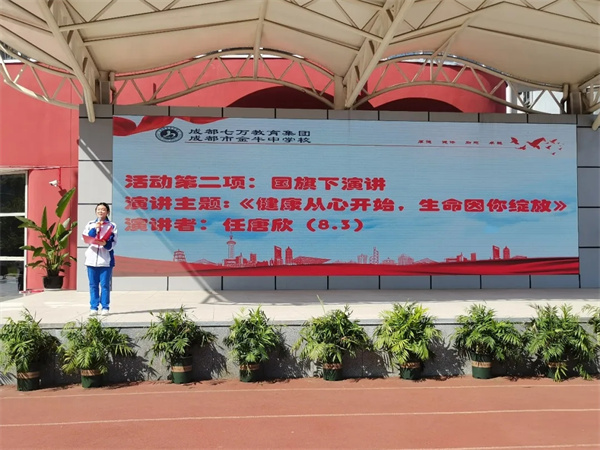 成都七万教育集团
成都市金牛中学校
活动第二项：国旗下演讲
演讲主题：《健康从心开始，生命因你绽放》
演讲者：任唐欣（8.3）